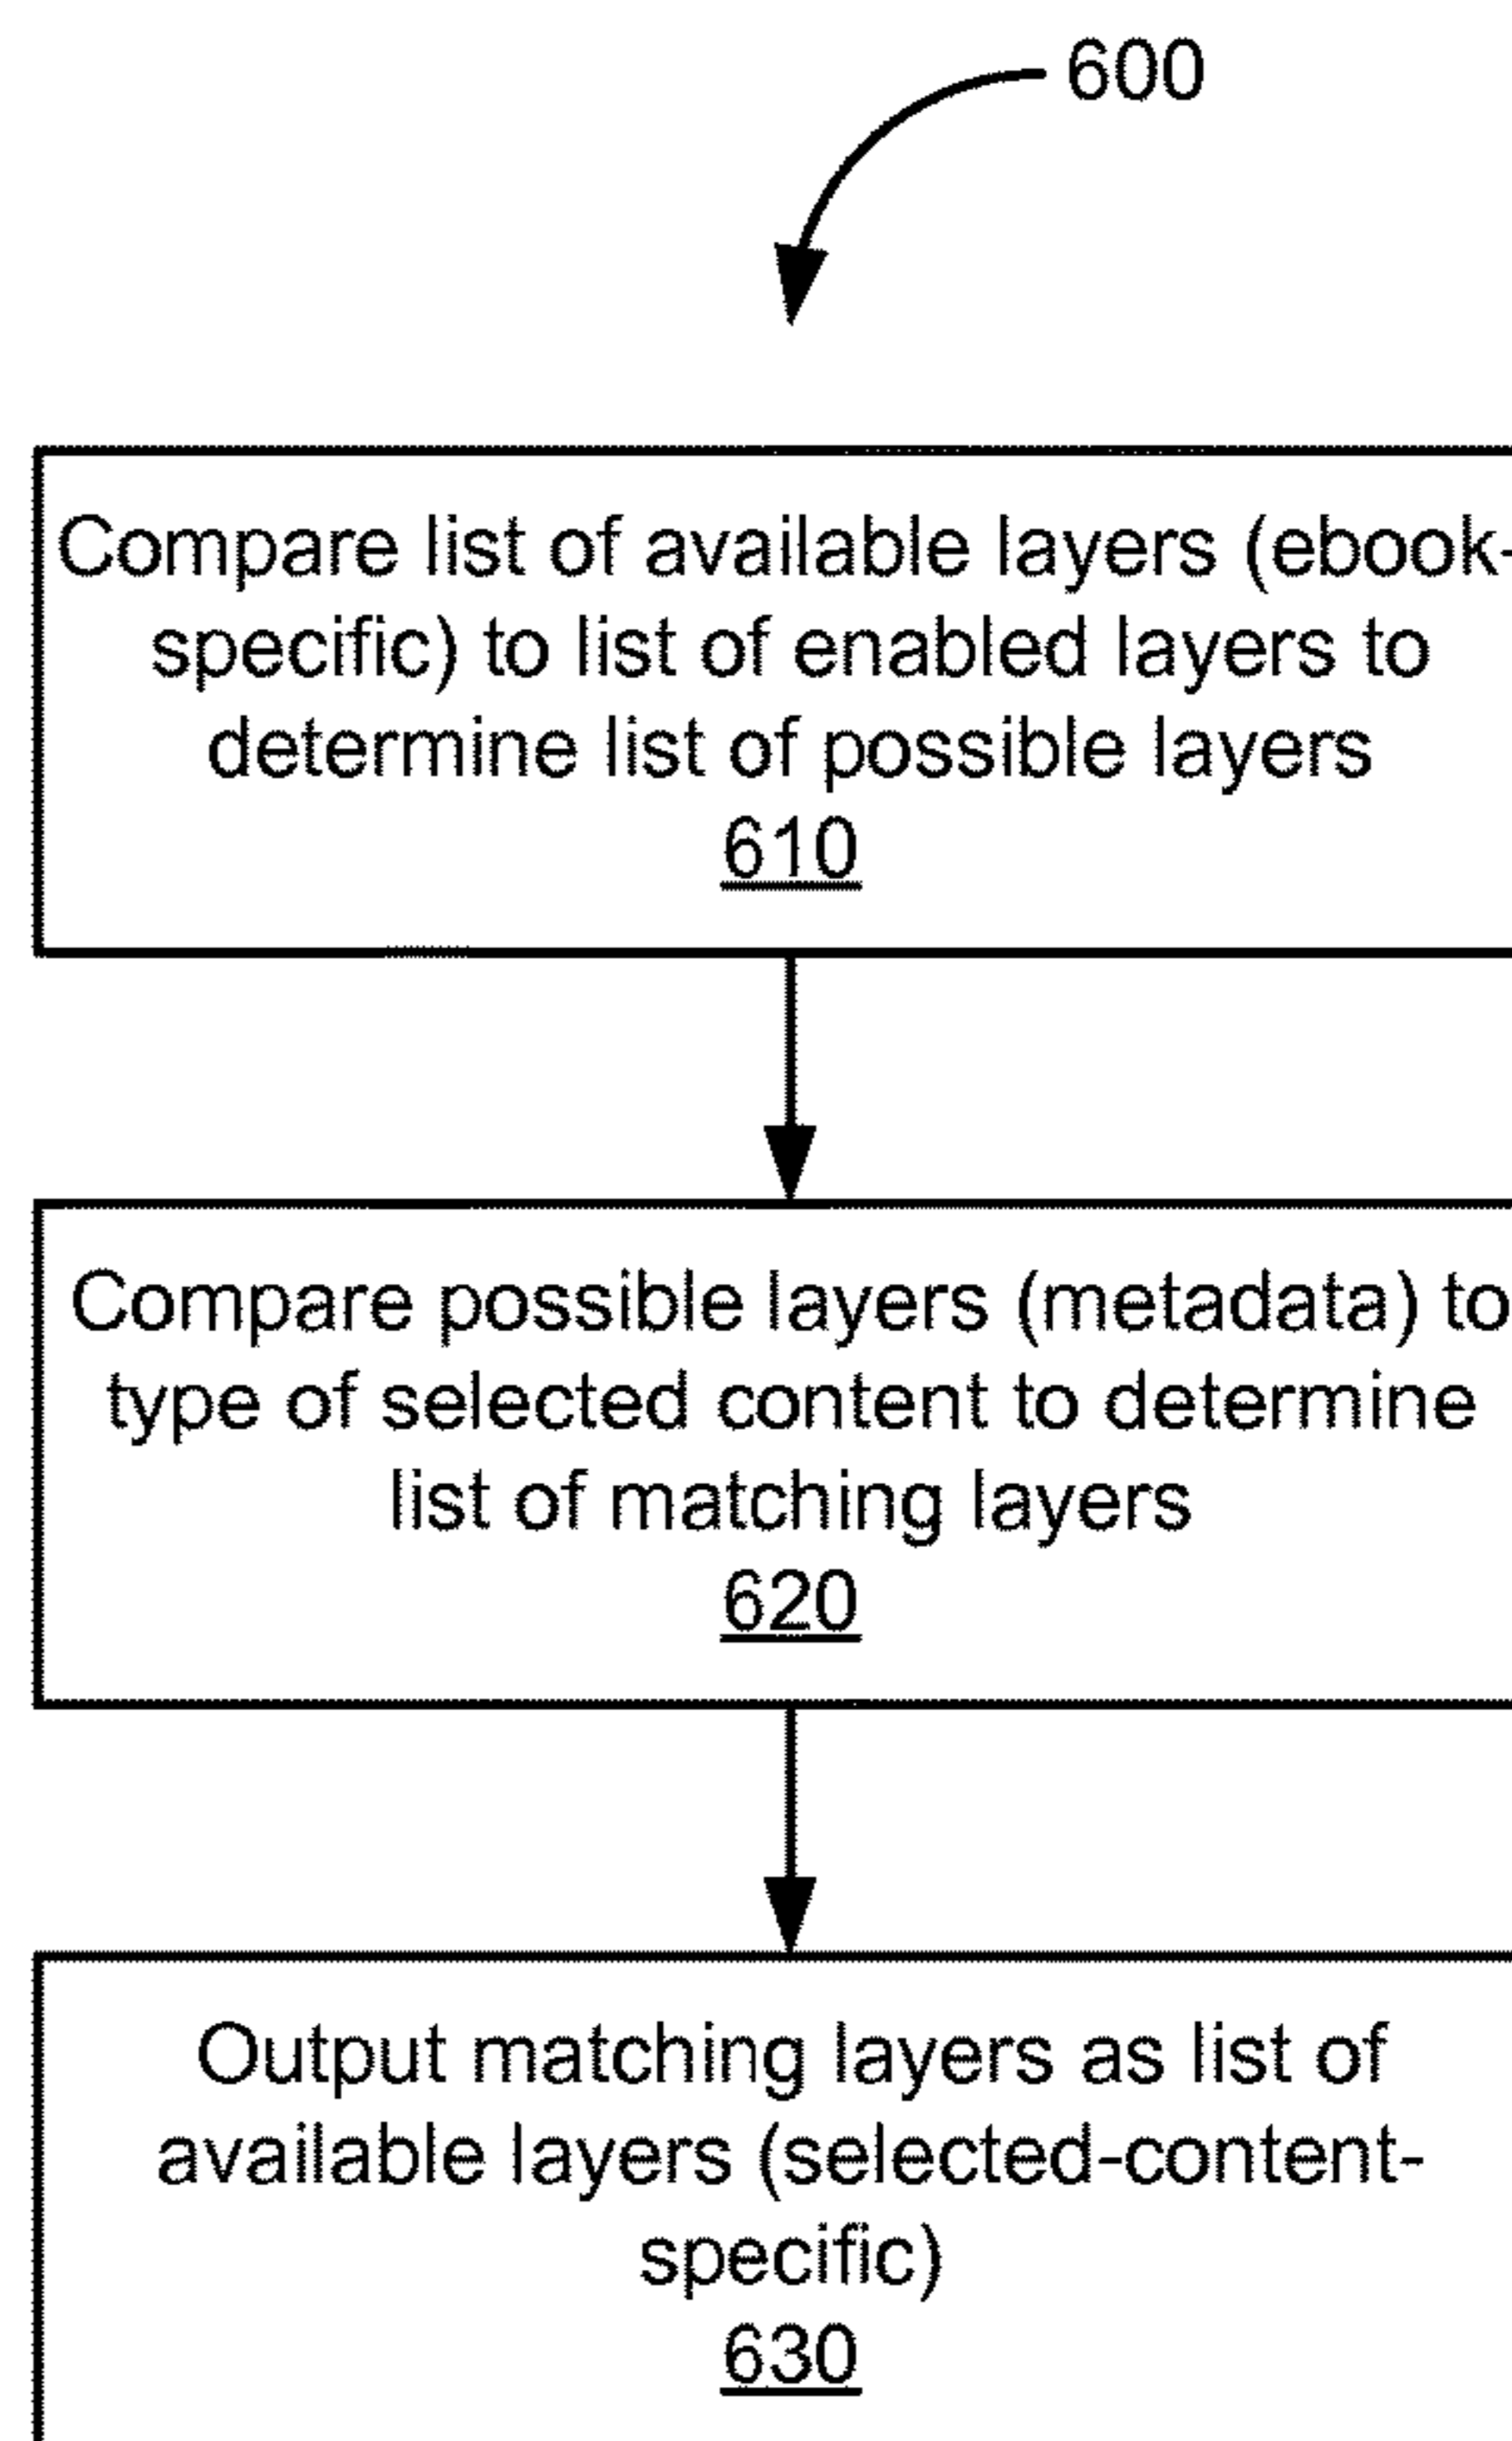 600
Compare list of available layers (ebook-
specific) to list of enabled layers to
determine list of possible layers
610
Compare possible layers (metadata) to
type of selected content to determine
list of matching layers
620
Output matching layers as list of
available layers (selected-content-
specific)
630